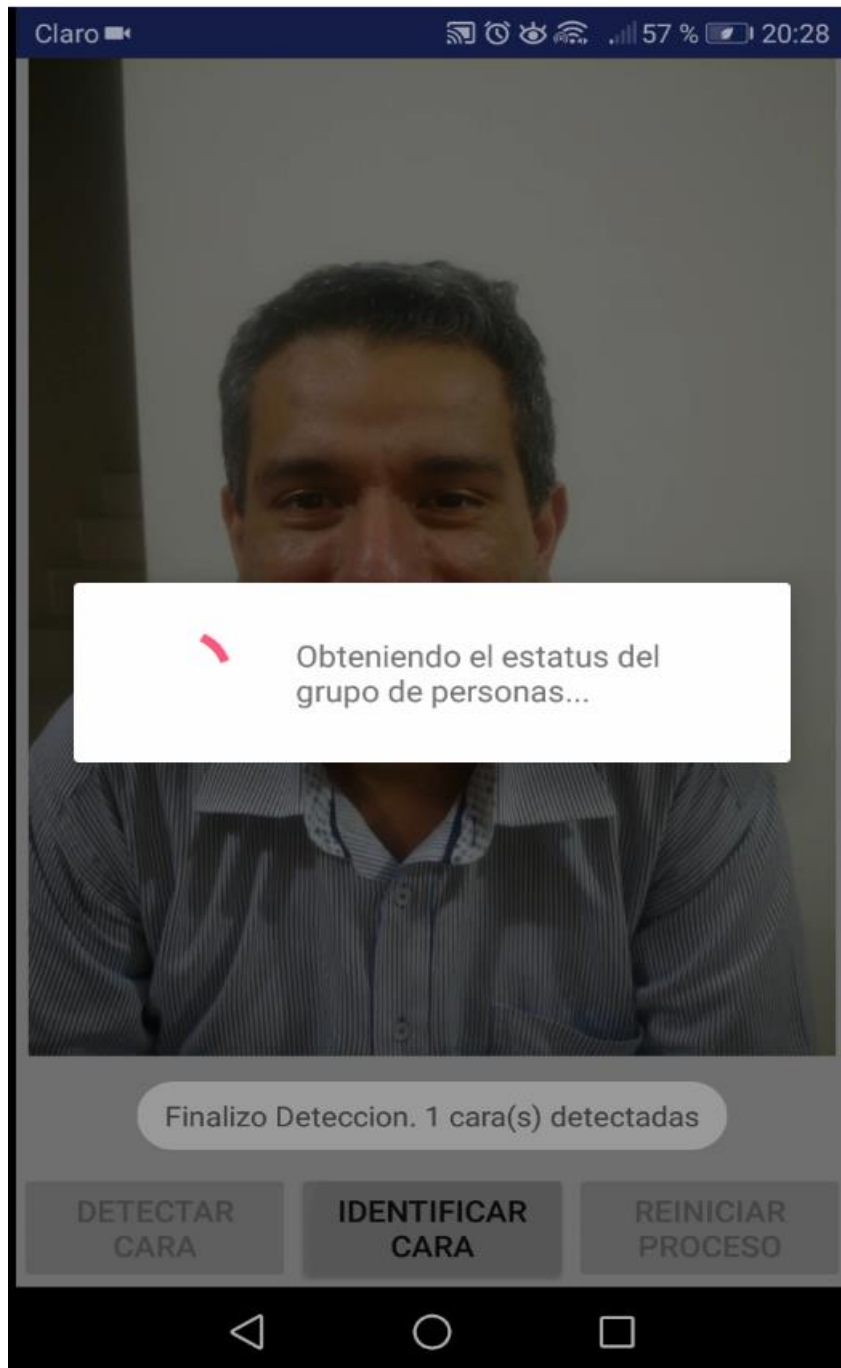 Claro 57 % 20:28
Obteniendo el estatus del
grupo de personas...
Finalizo Deteccion. 1 cara(s) detectadas
DETECTAR
CARA
IDENTIFICAR
CARA
REINICIAR
PROCESO